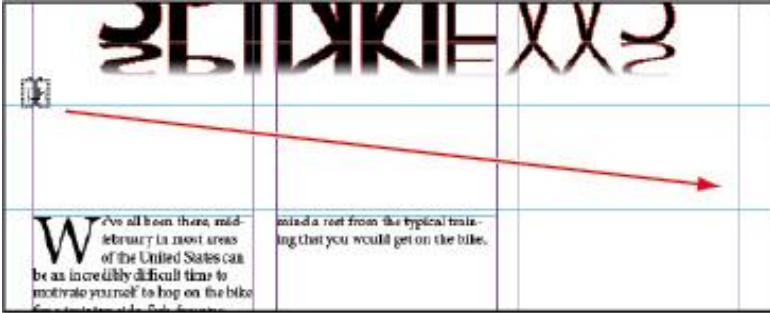 We've all been there, mid-
february in most areas
of the United States can
be an incredibly difficult time to
motivate yourself to hop on the bike
mind a rest from the typical train-
ing that you would get on the bike.